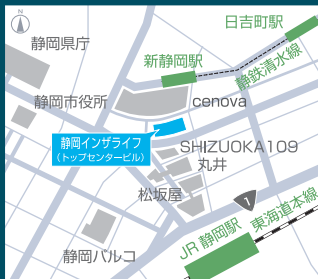 日吉町駅
静岡県庁
新静岡駅
静鉄清水線
静岡市役所
cenova
静岡インザライフ
(トップセンタービル)
SHIZUOKA109
丸井
松坂屋
1
静岡パルコ
JR 静岡駅
東海道本線